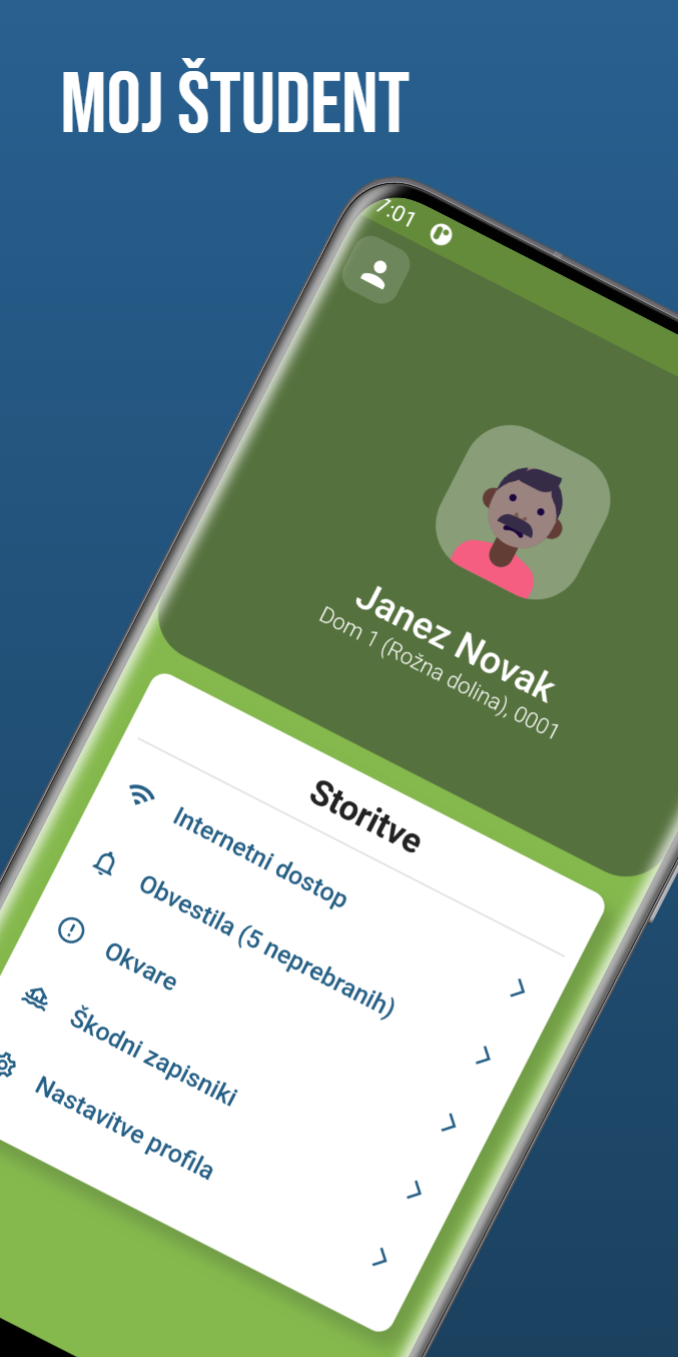 MOJ ŠTUDENT
7:01
Janez Novak
Dom 1 (Rožna dolina), 0001
Storitve
Internetni dostop
Obvestila (5 neprebranih)
Okvare
Škodni zapisniki
Nastavitve profila